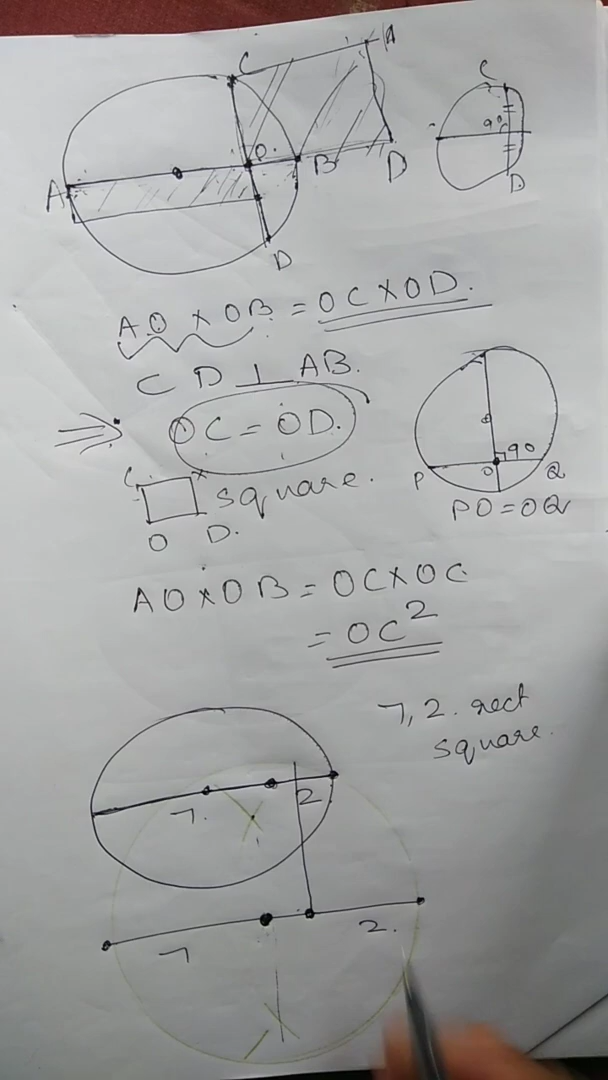 C A
A O. B D
D
C
90
D
AO × OB = OC × OD.
CD ⊥ AB.
⇒ OC = OD.
C X
square.
O D.
90
P O Q
PO = OQ
AO × OB = OC × OC
= OC²
7, 2. rect
square.
7. 2
7 2.